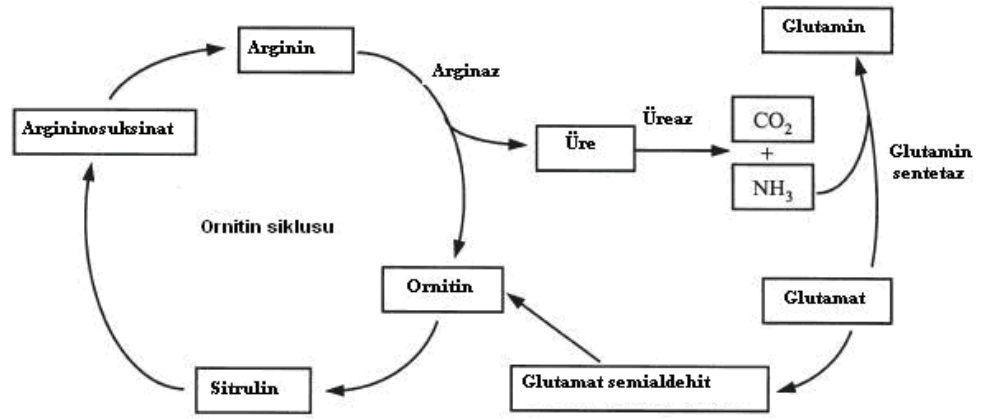 Glutamin
Arginin
Arginaz
Argininosuksinat
Üreaz
CO₂
+
NH₃
Üre
Glutamin
sentetaz
Ornitin siklusu
Ornitin
Glutamat
Sitrulin
Glutamat semialdehit